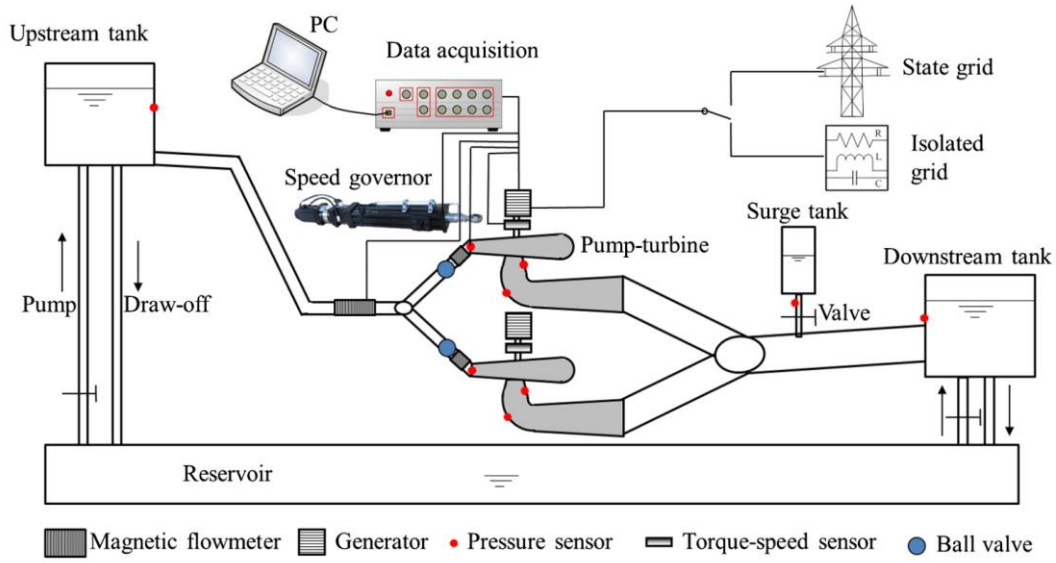 PC
Upstream tank
Data acquisition
State grid
R
L
C
Isolated
grid
Speed governor
Surge tank
Pump-turbine
Downstream tank
Pump
Draw-off
Valve
Reservoir
Magnetic flowmeter
Generator
Pressure sensor
Torque-speed sensor
Ball valve